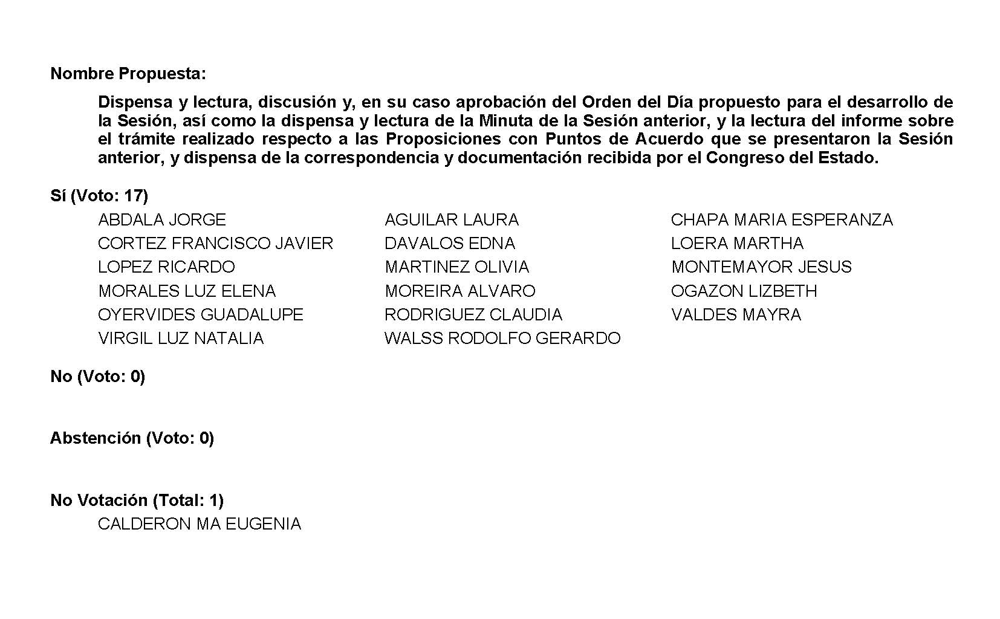 Nombre Propuesta:
Dispensa y lectura, discusión y, en su caso aprobación del Orden del Día propuesto para el desarrollo de
la Sesión, así como la dispensa y lectura de la Minuta de la Sesión anterior, y la lectura del informe sobre
el trámite realizado respecto a las Proposiciones con Puntos de Acuerdo que se presentaron la Sesión
anterior, y dispensa de la correspondencia y documentación recibida por el Congreso del Estado.
Sí (Voto: 17)
ABDALA JORGE AGUILAR LAURA CHAPA MARIA ESPERANZA
CORTEZ FRANCISCO JAVIER DAVALOS EDNA LOERA MARTHA
LOPEZ RICARDO MARTINEZ OLIVIA MONTEMAYOR JESUS
MORALES LUZ ELENA MOREIRA ALVARO OGAZON LIZBETH
OYERVIDES GUADALUPE RODRIGUEZ CLAUDIA VALDES MAYRA
VIRGIL LUZ NATALIA WALSS RODOLFO GERARDO
No (Voto: 0)
Abstención (Voto: 0)
No Votación (Total: 1)
CALDERON MA EUGENIA